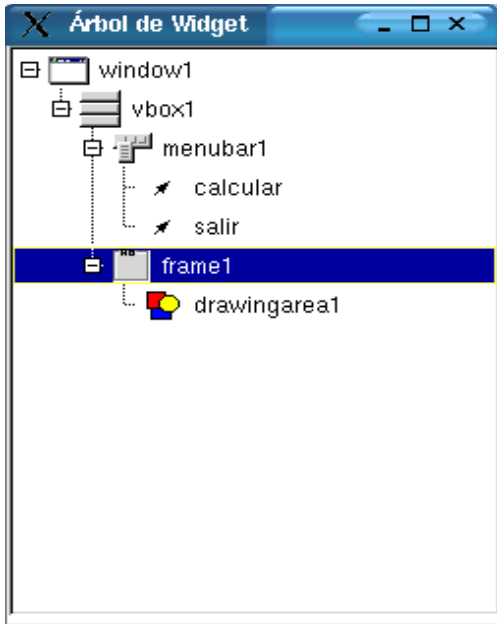 Árbol de Widget
window1
vbox1
menubar1
calcular
salir
frame1
drawingarea1